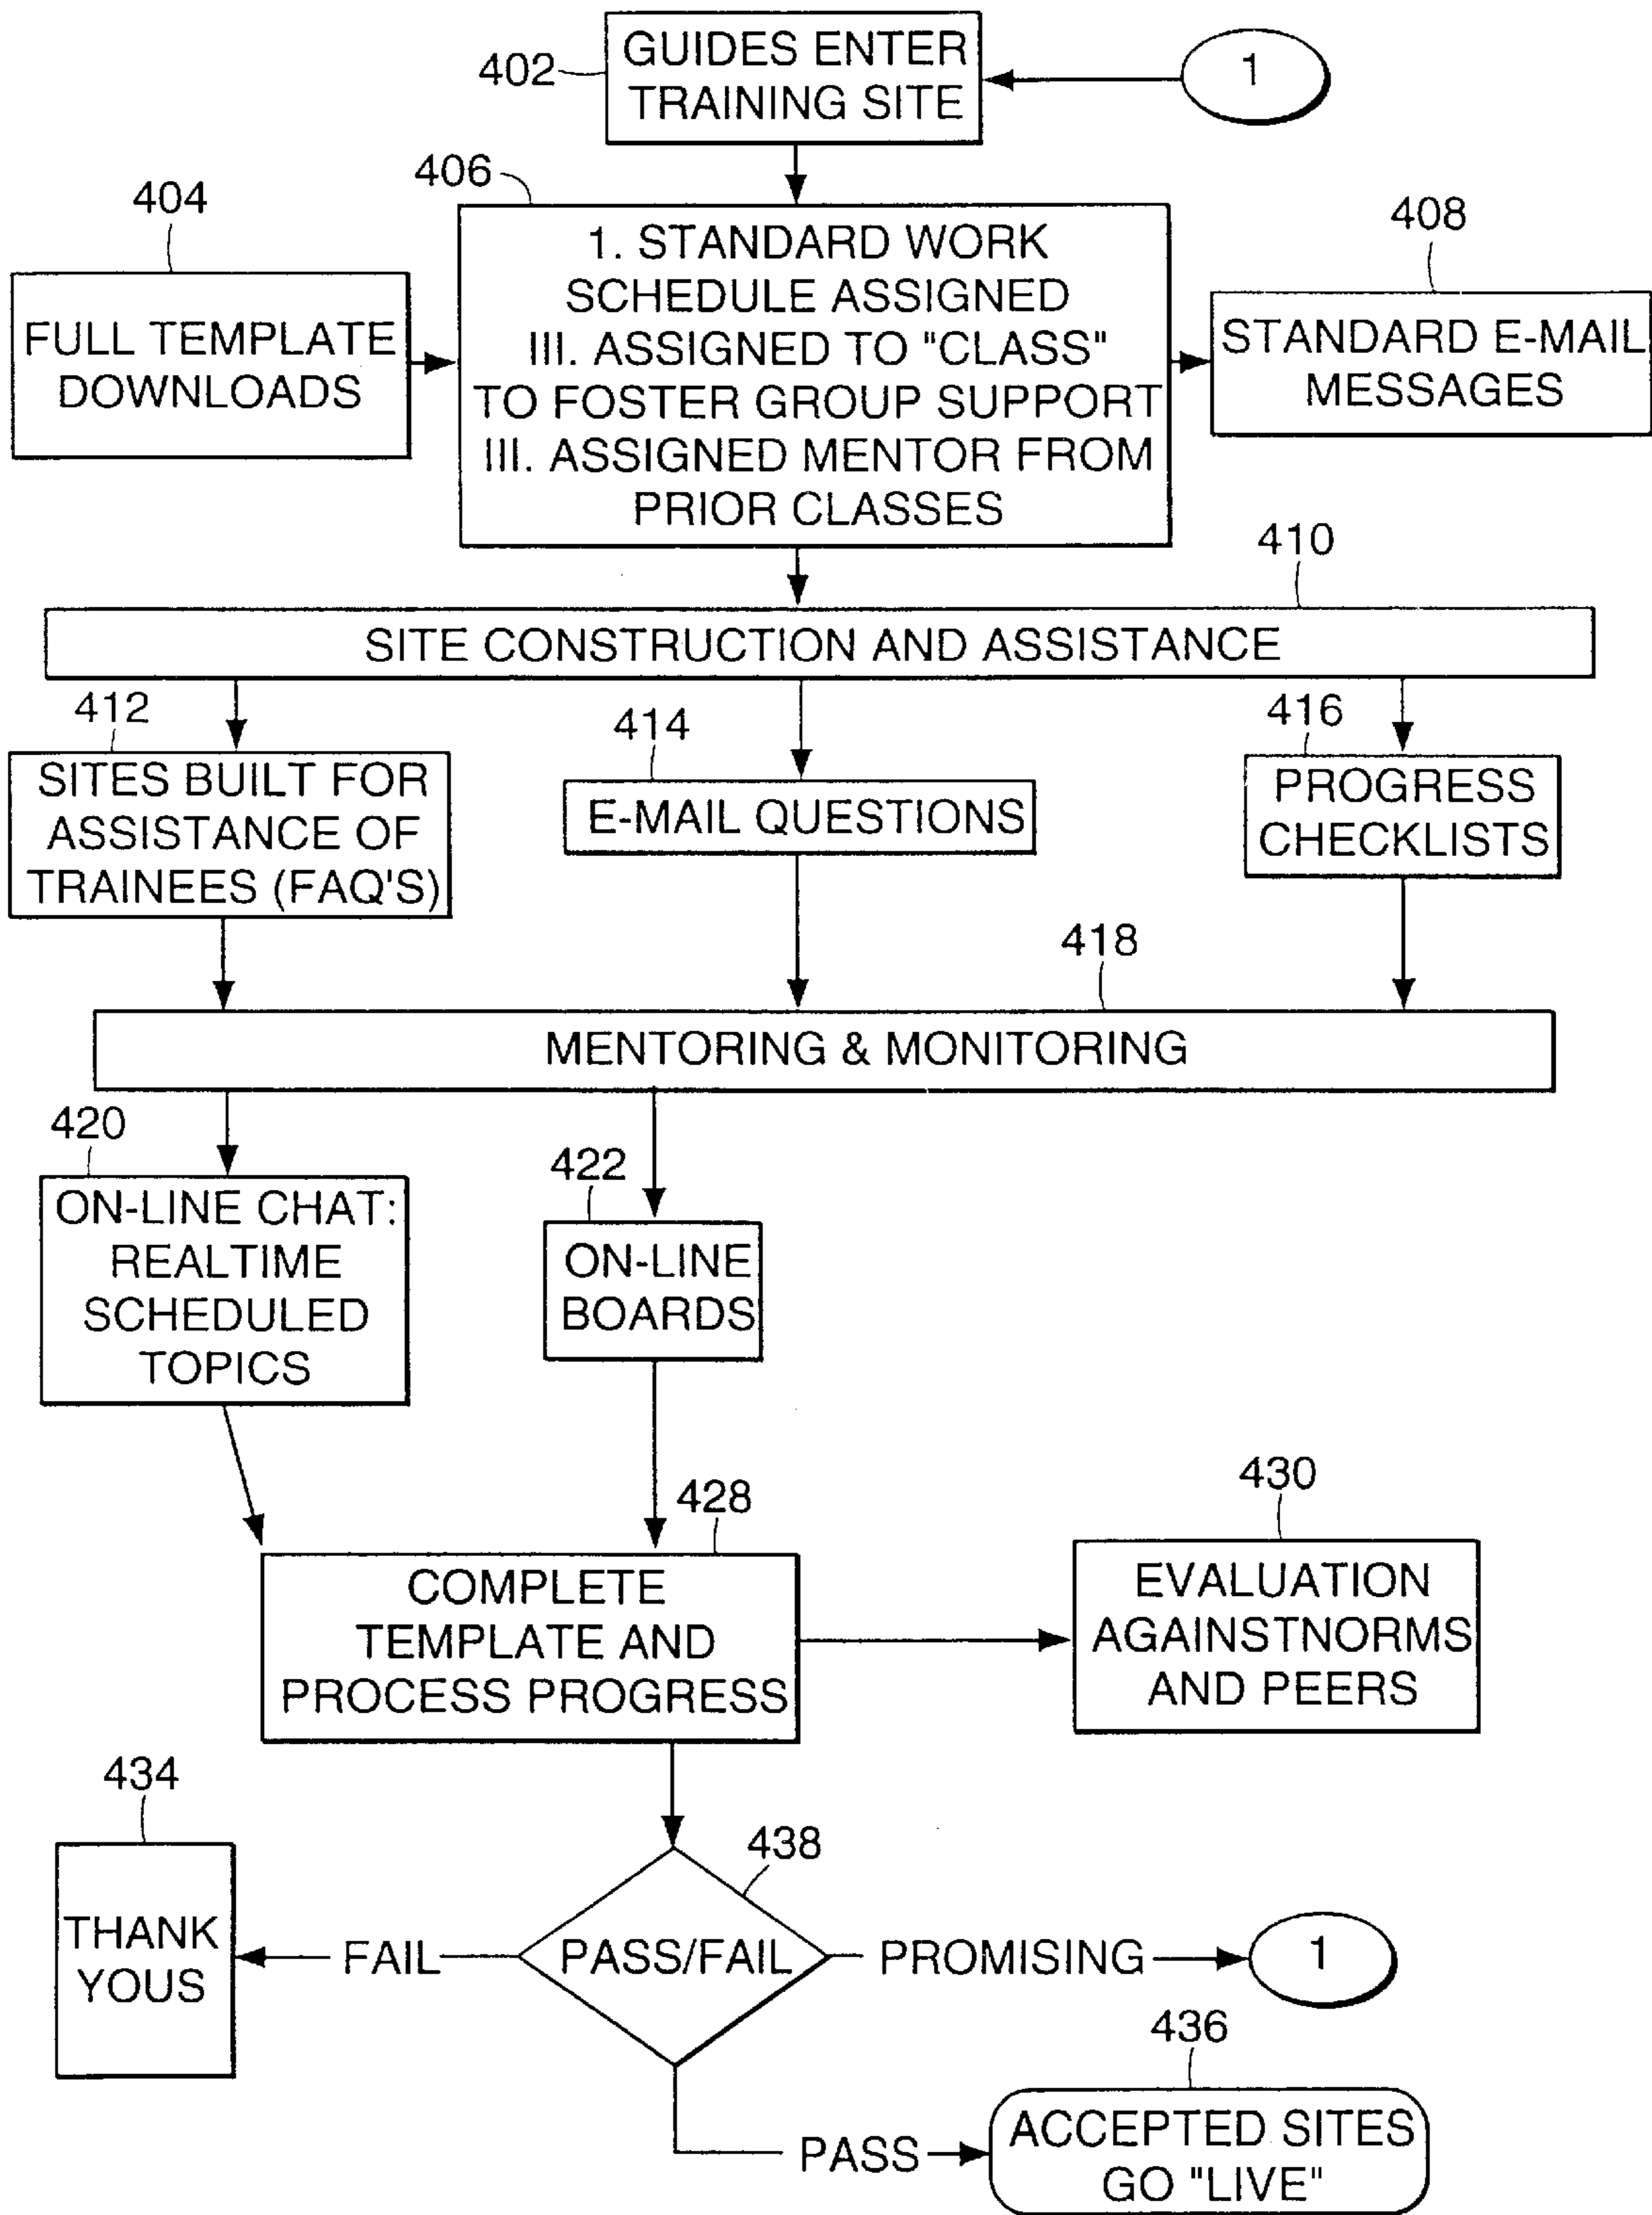 402
GUIDES ENTER
TRAINING SITE
1
404
FULL TEMPLATE
DOWNLOADS
406
1. STANDARD WORK
SCHEDULE ASSIGNED
III. ASSIGNED TO "CLASS"
TO FOSTER GROUP SUPPORT
III. ASSIGNED MENTOR FROM
PRIOR CLASSES
408
STANDARD E-MAIL
MESSAGES
410
SITE CONSTRUCTION AND ASSISTANCE
412
SITES BUILT FOR
ASSISTANCE OF
TRAINEES (FAQ'S)
414
E-MAIL QUESTIONS
416
PROGRESS
CHECKLISTS
418
MENTORING & MONITORING
420
ON-LINE CHAT:
REALTIME
SCHEDULED
TOPICS
422
ON-LINE
BOARDS
428
COMPLETE
TEMPLATE AND
PROCESS PROGRESS
430
EVALUATION
AGAINSTNORMS
AND PEERS
434
THANK
YOUS
FAIL
438
PASS/FAIL
PROMISING
1
PASS
436
ACCEPTED SITES
GO "LIVE"